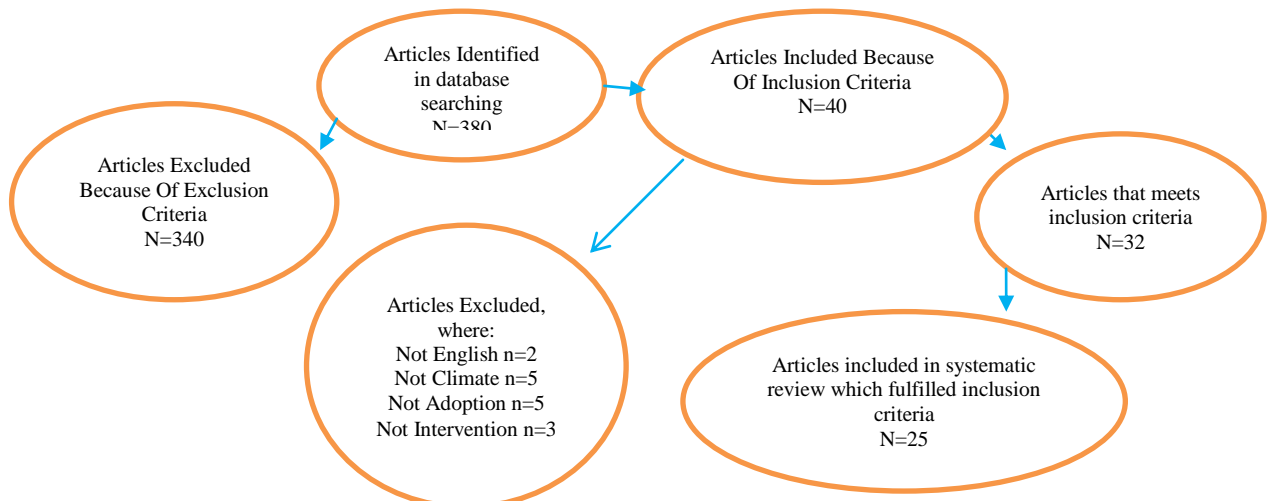 Articles Identified
in database
searching
N=380
Articles Included Because
Of Inclusion Criteria
N=40
Articles Excluded
Because Of Exclusion
Criteria
N=340
Articles that meets
inclusion criteria
N=32
Articles Excluded,
where:
Not English n=2
Not Climate n=5
Not Adoption n=5
Not Intervention n=3
Articles included in systematic
review which fulfilled inclusion
criteria
N=25